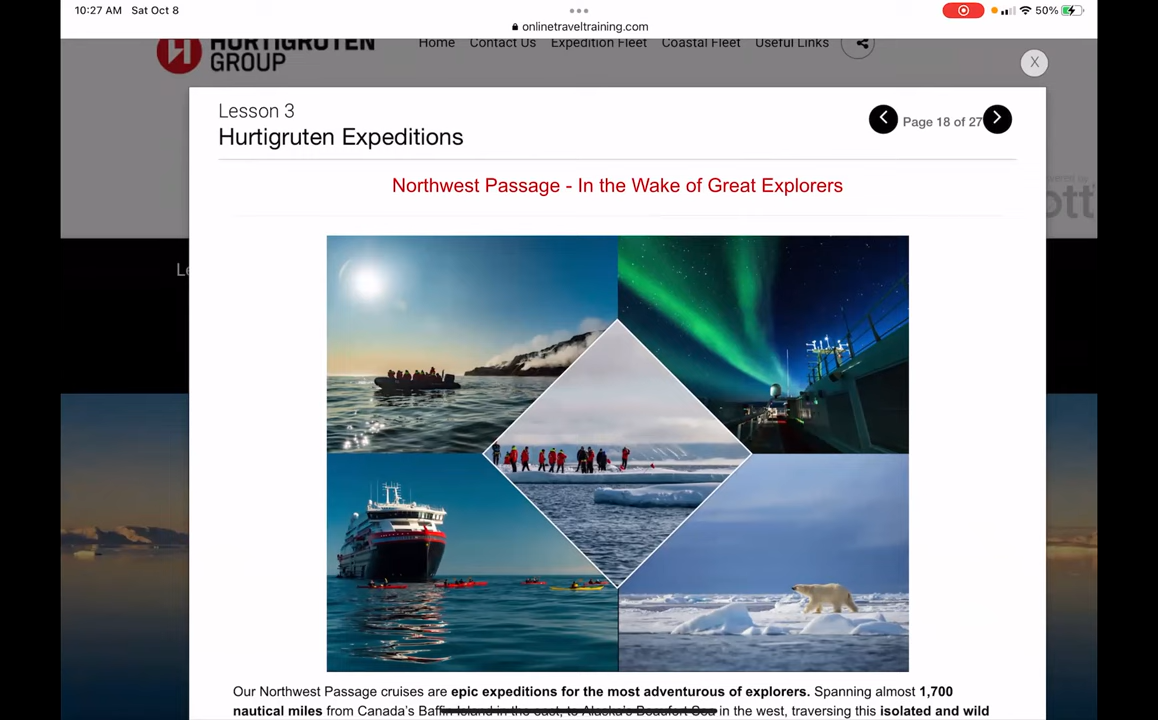 10:27 AM Sat Oct 8
50%
onlinetraveltraining.com
HURTIGRUTEN
GROUP
Home Contact Us Expedition Fleet Coastal Fleet Useful Links
X
Lesson 3
Hurtigruten Expeditions
Page 18 of 27
Northwest Passage - In the Wake of Great Explorers
Our Northwest Passage cruises are epic expeditions for the most adventurous of explorers. Spanning almost 1,700
nautical miles from Canada's Baffin Island in the east, to Alaska's Beaufort Sea in the west, traversing this isolated and wild